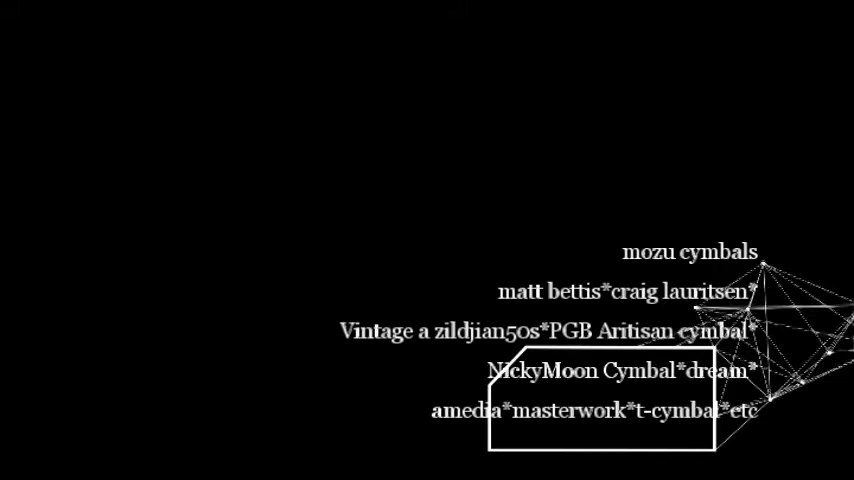 mozu cymbals
matt bettis*craig lauritsen*
Vintage a zildjian50s*PGB Aritisan cymbal*
NickyMoon Cymbal*dream*
amedia*masterwork*t-cymbal*etc